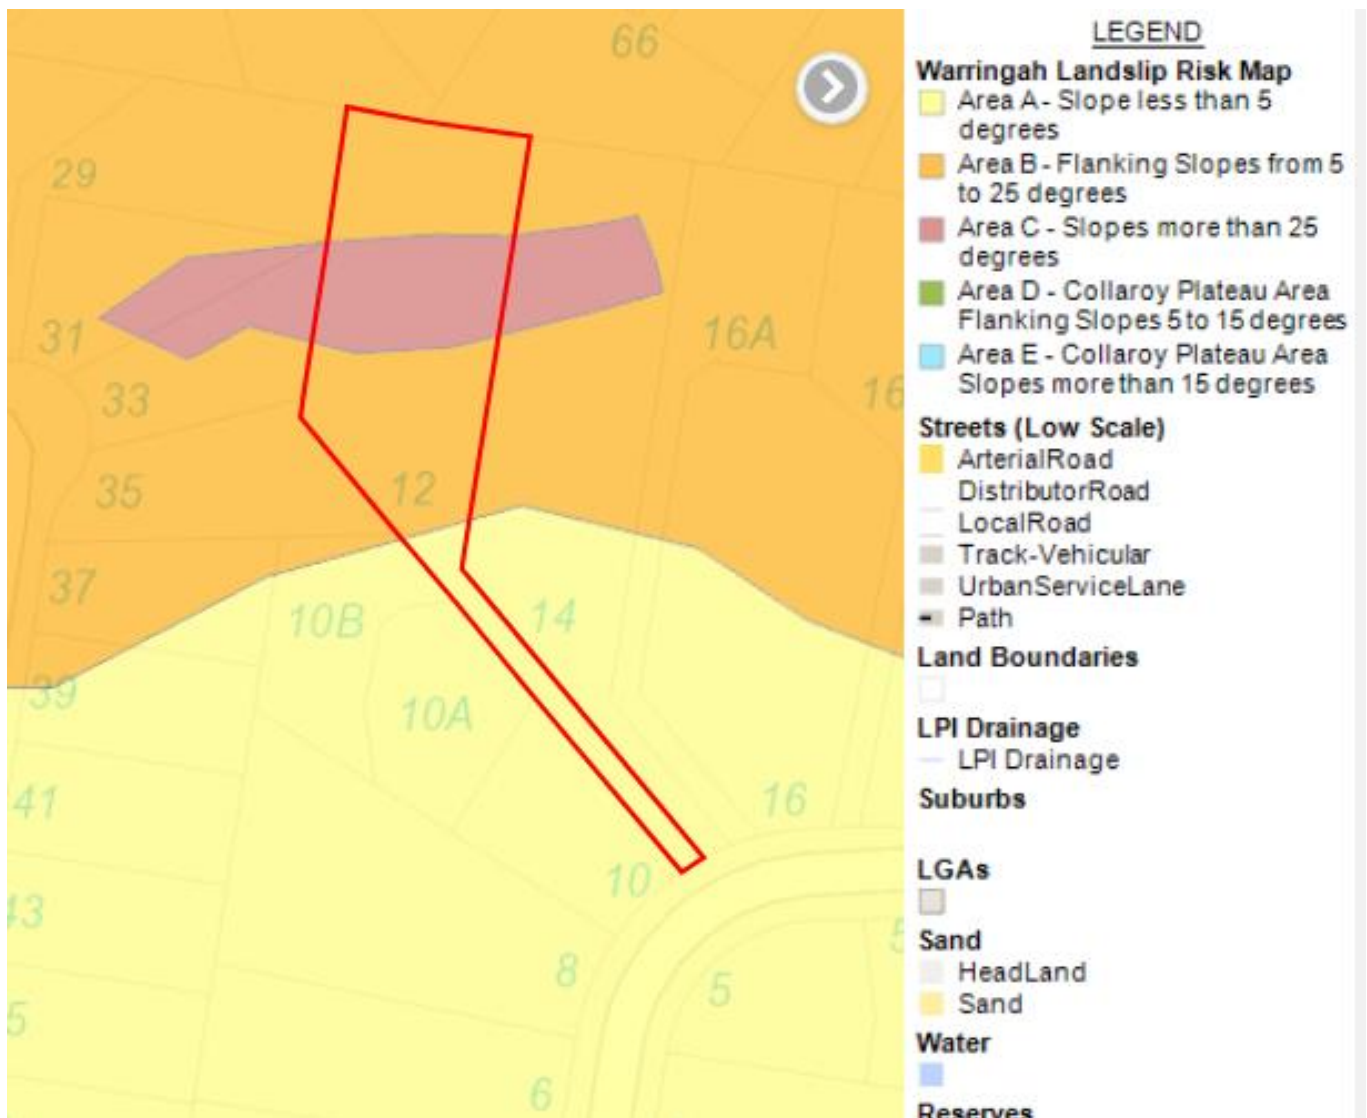 66
29
31
33
35
37
39
41
43
5
12
16A
16
10B
14
10A
16
10
8
5
5
6
LEGEND
Warringah Landslip Risk Map
Area A - Slope less than 5
degrees
Area B - Flanking Slopes from 5
to 25 degrees
Area C - Slopes more than 25
degrees
Area D - Collaroy Plateau Area
Flanking Slopes 5 to 15 degrees
Area E - Collaroy Plateau Area
Slopes more than 15 degrees
Streets (Low Scale)
ArterialRoad
DistributorRoad
LocalRoad
Track-Vehicular
UrbanServiceLane
Path
Land Boundaries
LPI Drainage
LPI Drainage
Suburbs
LGAs
Sand
HeadLand
Sand
Water
Reserves